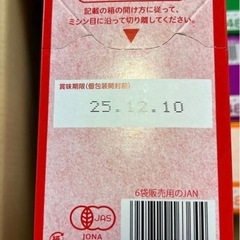 記載の箱の開け方に従って、
ミシン目に沿って切り離してください。
賞味期限(個包装開封前)
25.12.10
6袋販売用のJAN
JAS
JONA